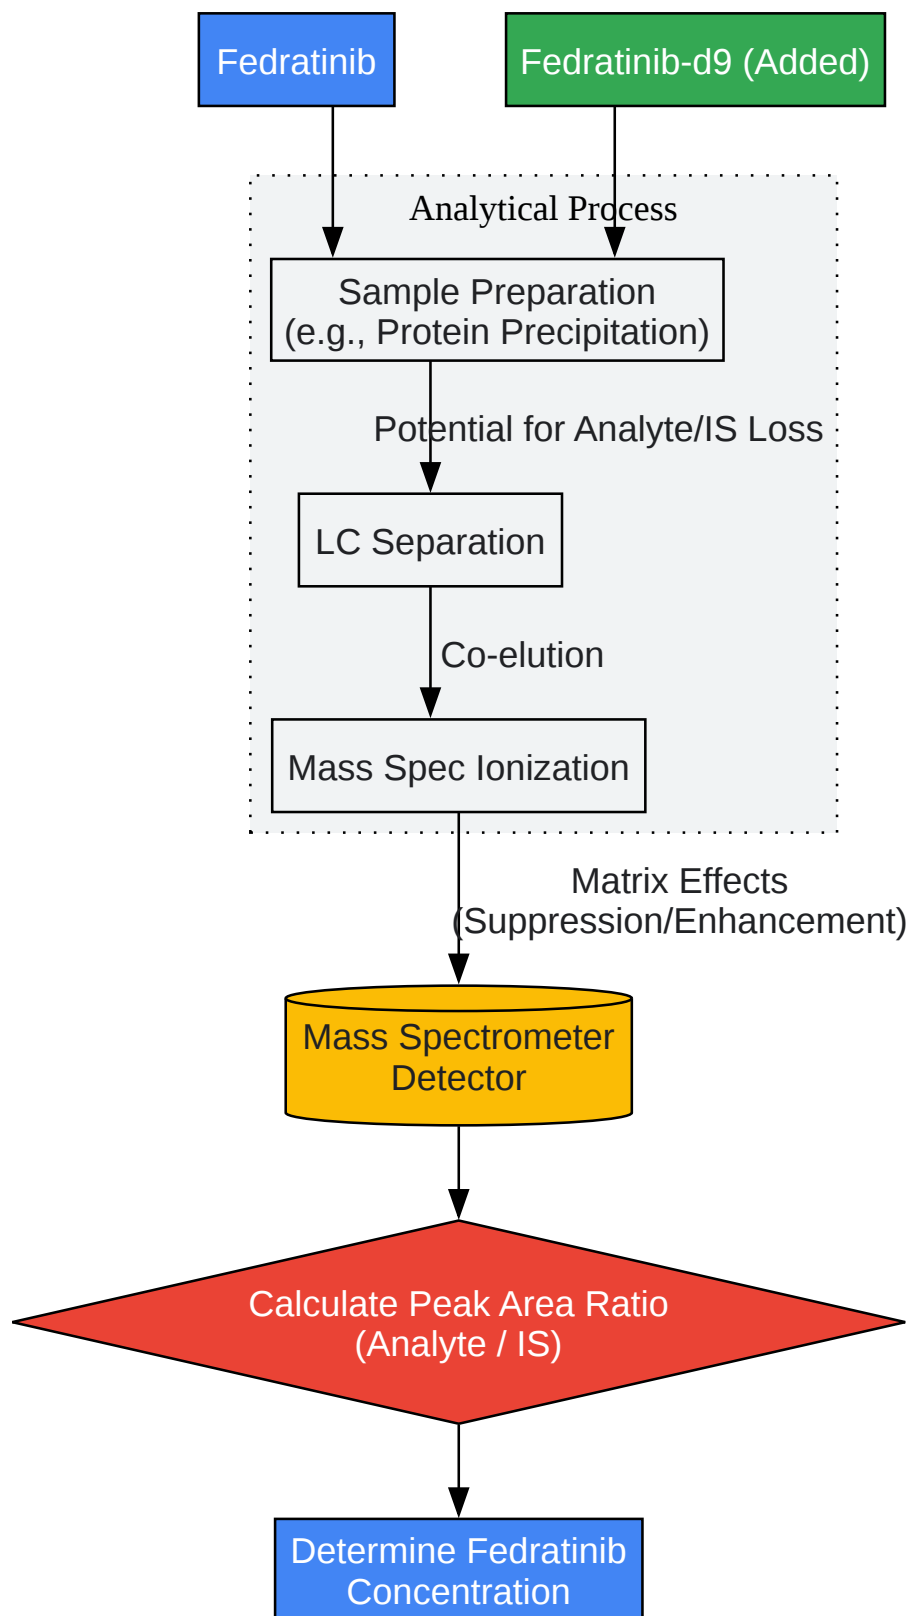 Fedratinib
Fedratinib-d9 (Added)
Analytical Process
Sample Preparation
(e.g., Protein Precipitation)
Potential for Analyte/IS Loss
LC Separation
Co-elution
Mass Spec Ionization
Matrix Effects
(Suppression/Enhancement)
Mass Spectrometer
Detector
Calculate Peak Area Ratio
(Analyte / IS)
Determine Fedratinib
Concentration